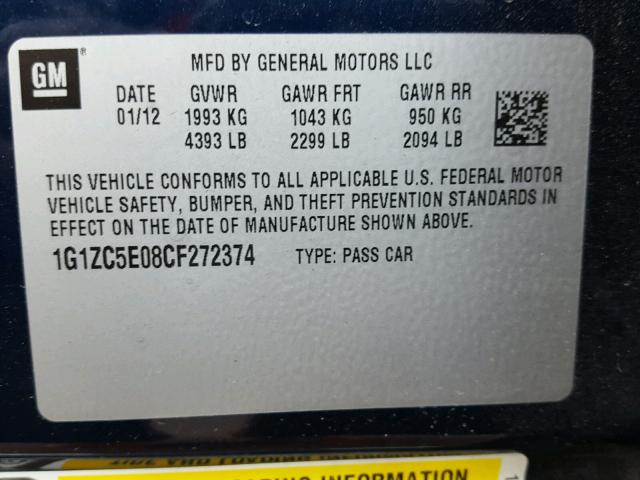 GM ®
MFD BY GENERAL MOTORS LLC
DATE GVWR GAWR FRT GAWR RR
01/12 1993 KG 1043 KG 950 KG
4393 LB 2299 LB 2094 LB
THIS VEHICLE CONFORMS TO ALL APPLICABLE U.S. FEDERAL MOTOR
VEHICLE SAFETY, BUMPER, AND THEFT PREVENTION STANDARDS IN
EFFECT ON THE DATE OF MANUFACTURE SHOWN ABOVE.
1G1ZC5E08CF272374 TYPE: PASS CAR
INFORMATION